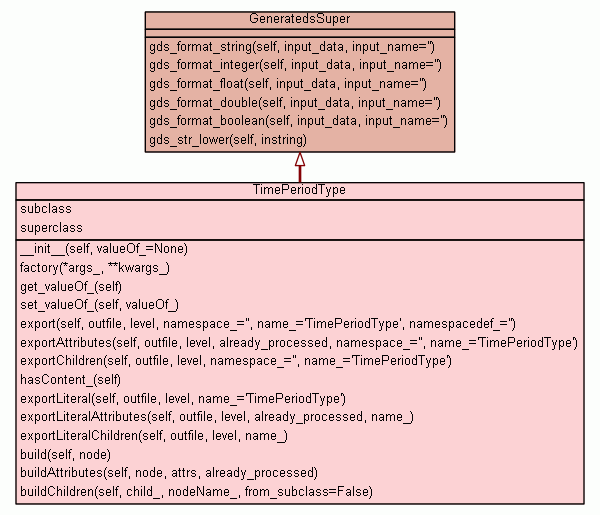 GeneratedsSuper
gds_format_string(self, input_data, input_name='')
gds_format_integer(self, input_data, input_name='')
gds_format_float(self, input_data, input_name='')
gds_format_double(self, input_data, input_name='')
gds_format_boolean(self, input_data, input_name='')
gds_str_lower(self, instring)
TimePeriodType
subclass
superclass
__init__(self, valueOf_=None)
factory(*args_, **kwargs_)
get_valueOf_(self)
set_valueOf_(self, valueOf_)
export(self, outfile, level, namespace_='', name_='TimePeriodType', namespacedef_='')
exportAttributes(self, outfile, level, already_processed, namespace_='', name_='TimePeriodType')
exportChildren(self, outfile, level, namespace_='', name_='TimePeriodType')
hasContent_(self)
exportLiteral(self, outfile, level, name_='TimePeriodType')
exportLiteralAttributes(self, outfile, level, already_processed, name_)
exportLiteralChildren(self, outfile, level, name_)
build(self, node)
buildAttributes(self, node, attrs, already_processed)
buildChildren(self, child_, nodeName_, from_subclass=False)